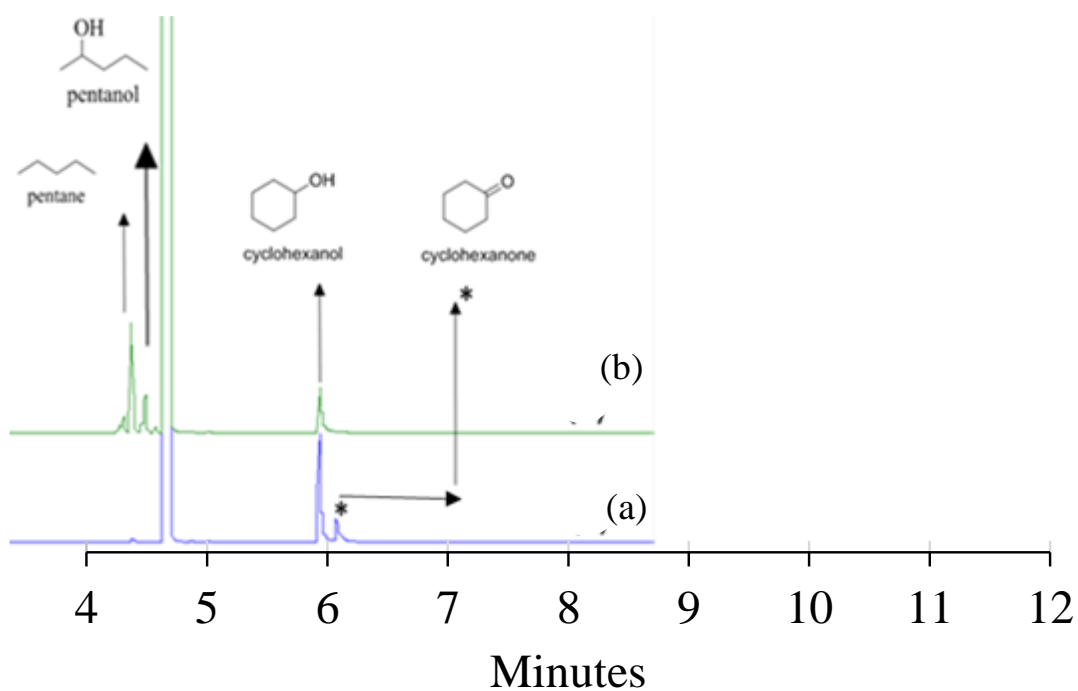 OH
pentanol
pentane
OH
cyclohexanol
O
cyclohexanone
*
(b)
*
(a)
4 5 6 7 8 9 10 11 12
Minutes